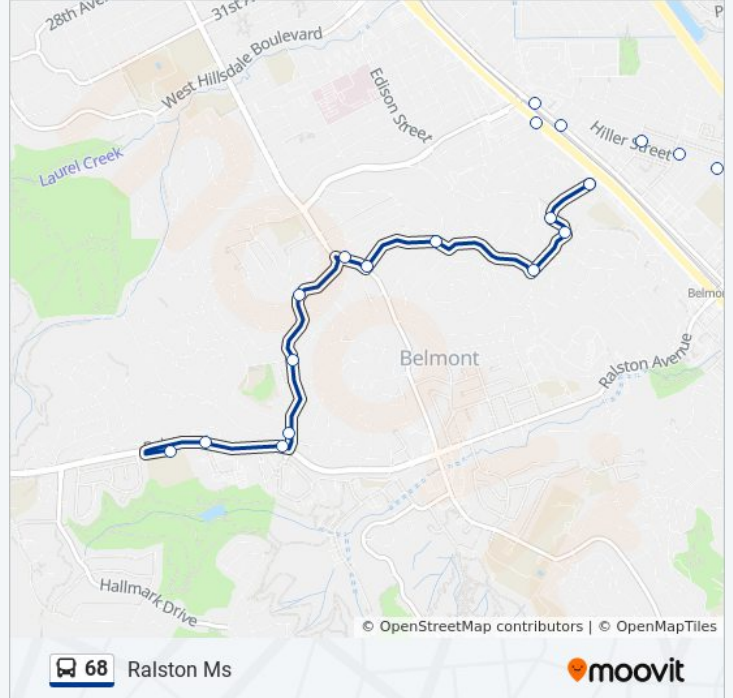 28th Ave
31st A
West Hillsdale Boulevard
Edison Street
Hiller Street
Laurel Creek
Belmo
Belmont
Ralston Avenue
Hallmark Drive
© OpenStreetMap contributors | © OpenMapTiles
68 Ralston Ms
moovit